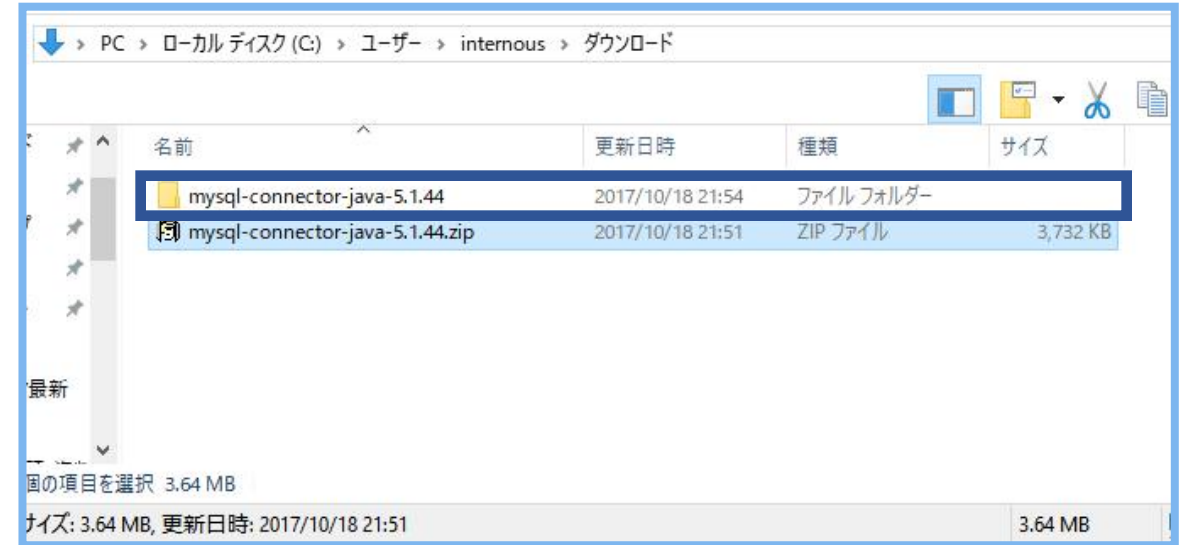 PC › ローカル ディスク (C:) › ユーザー › internous › ダウンロード
名前 更新日時 種類 サイズ
mysql-connector-java-5.1.44 2017/10/18 21:54 ファイル フォルダー
mysql-connector-java-5.1.44.zip 2017/10/18 21:51 ZIP ファイル 3,732 KB
最新
個の項目を選択 3.64 MB
サイズ: 3.64 MB, 更新日時: 2017/10/18 21:51 3.64 MB